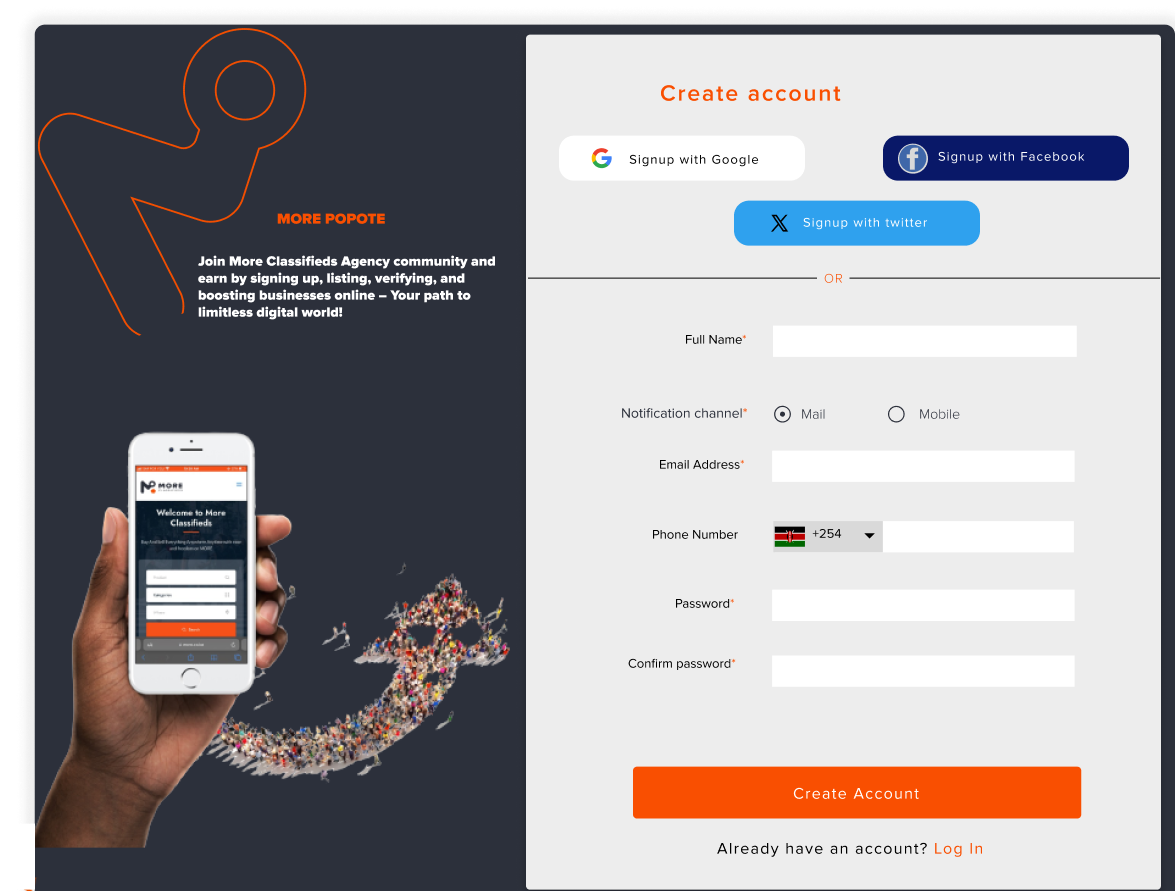 MORE POPOTE
Join More Classifieds Agency community and
earn by signing up, listing, verifying, and
boosting businesses online – Your path to
limitless digital world!
MORE
Welcome to More
Classifieds
Create account
Signup with Google
Signup with Facebook
Signup with twitter
OR
Full Name*
Notification channel* Mail Mobile
Email Address*
Phone Number +254
Password*
Confirm password*
Create Account
Already have an account? Log In